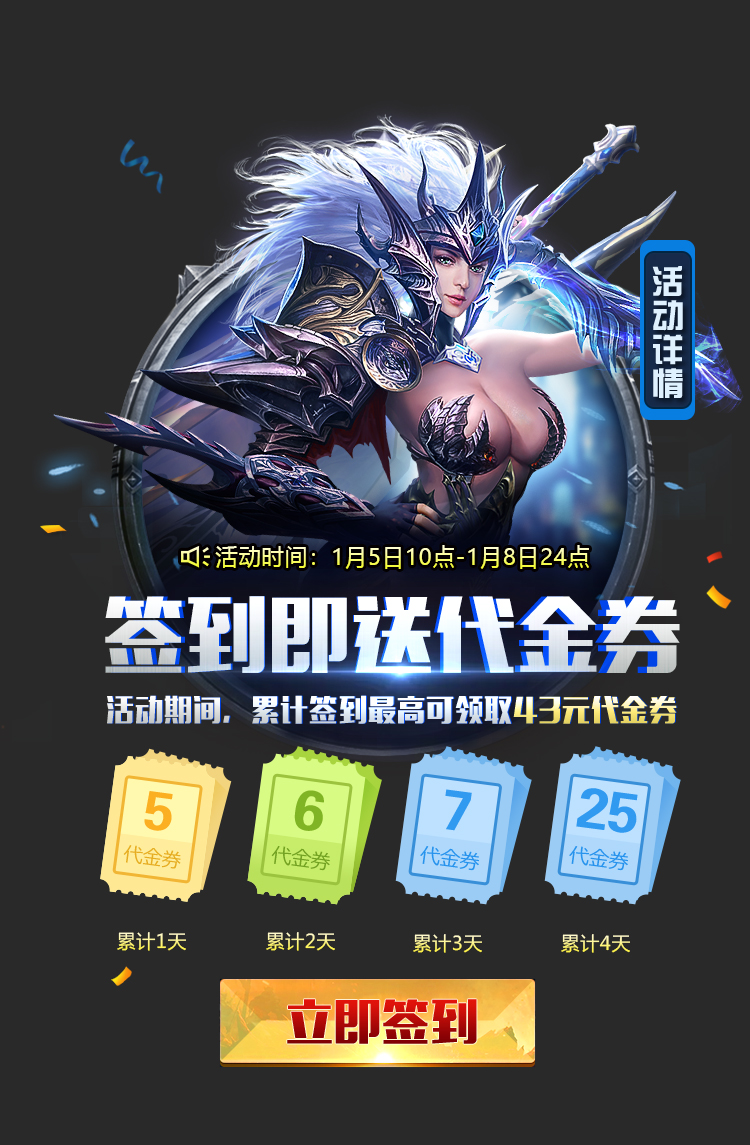 活动详情
活动时间：1月5日10点-1月8日24点
签到即送代金券
活动期间，累计签到最高可领取43元代金券
5
代金券
6
代金券
7
代金券
25
代金券
累计1天
累计2天
累计3天
累计4天
立即签到